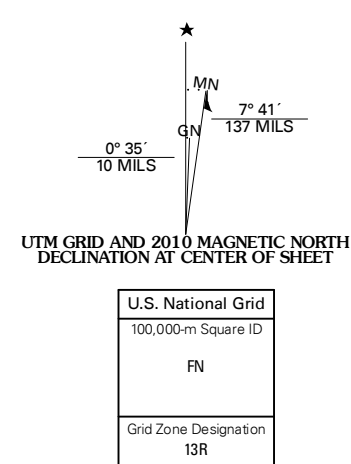 MN
7° 41´
137 MILS
GN
0° 35´
10 MILS
UTM GRID AND 2010 MAGNETIC NORTH
DECLINATION AT CENTER OF SHEET
U.S. National Grid
100,000-m Square ID
FN
Grid Zone Designation
13R